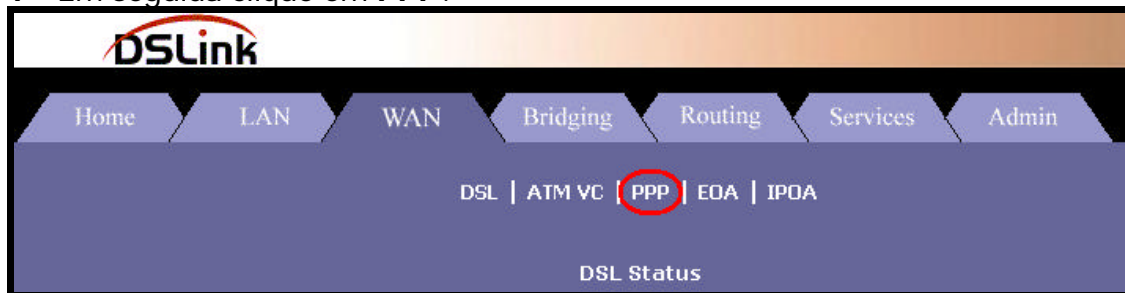 Em seguida clique em
DSLink
Home LAN WAN Bridging Routing Services Admin
DSL | ATM VC | PPP | EOA | IPOA
DSL Status